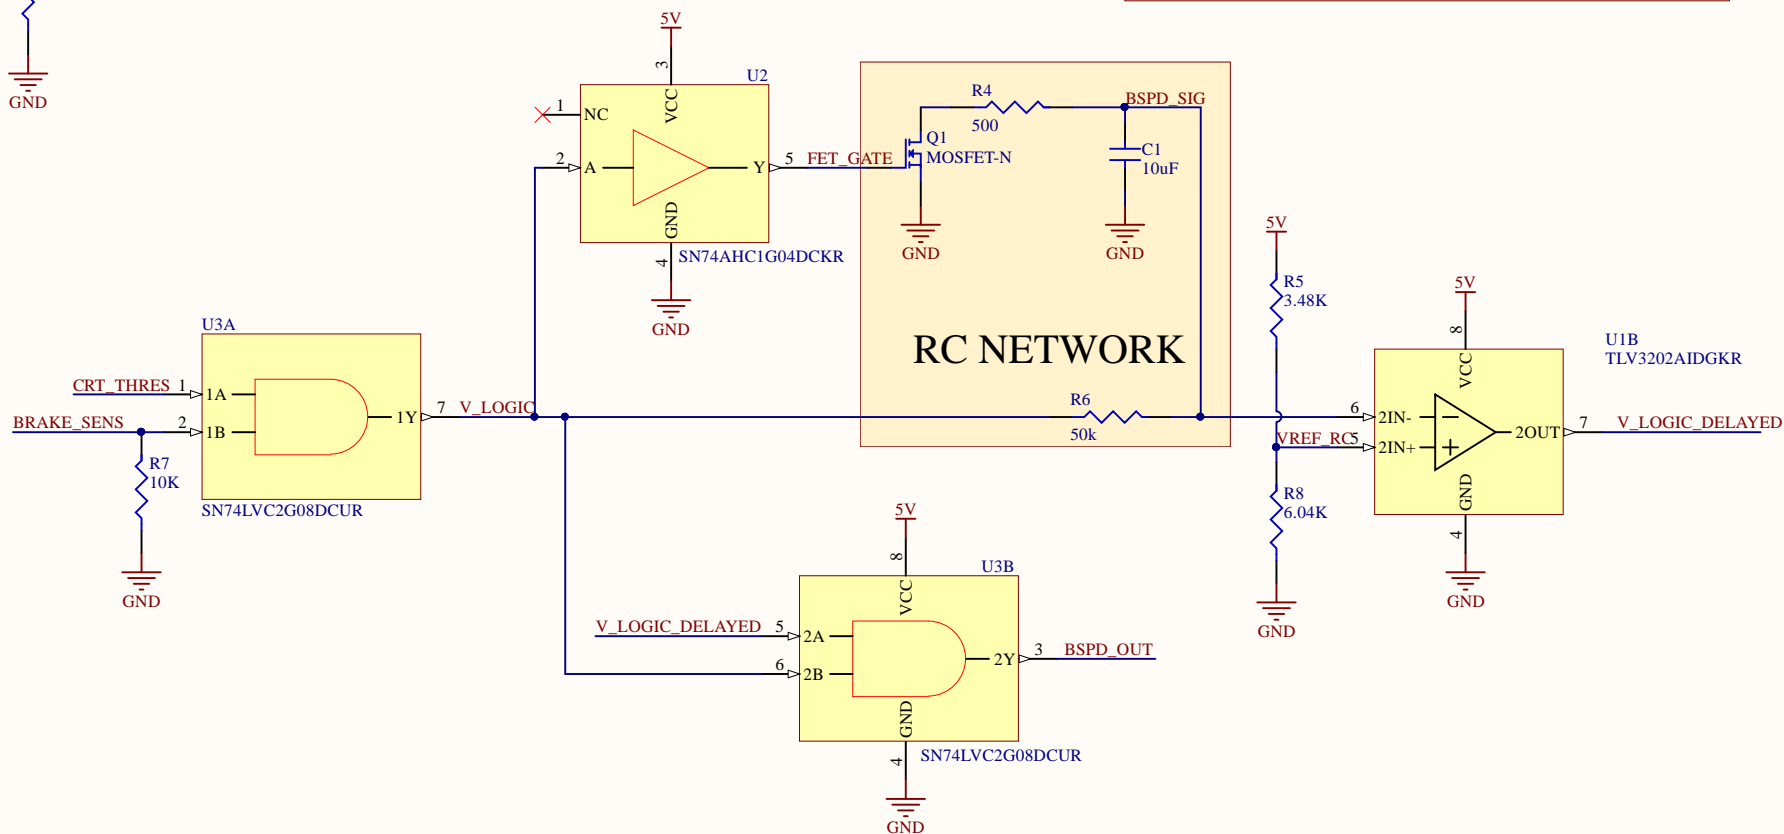 GND
5V
3
U2
VCC
1
NC
2
A
Y
5
FET_GATE
GND
4
SN74AHC1G04DCKR
GND
R4
500
BSPD_SIG
Q1
MOSFET-N
C1
10uF
GND
GND
RC NETWORK
R6
50k
U3A
CRT_THRES
1
1A
BRAKE_SENS
2
1B
1Y
7
V_LOGIC
R7
10K
SN74LVC2G08DCUR
GND
5V
R5
3.48K
VREF_RC
R8
6.04K
GND
5V
8
VCC
U1B
TLV3202AIDGKR
6
2IN-
5
2IN+
2OUT
7
V_LOGIC_DELAYED
GND
4
GND
5V
8
U3B
VCC
V_LOGIC_DELAYED
5
2A
6
2B
2Y
3
BSPD_OUT
GND
4
SN74LVC2G08DCUR
GND